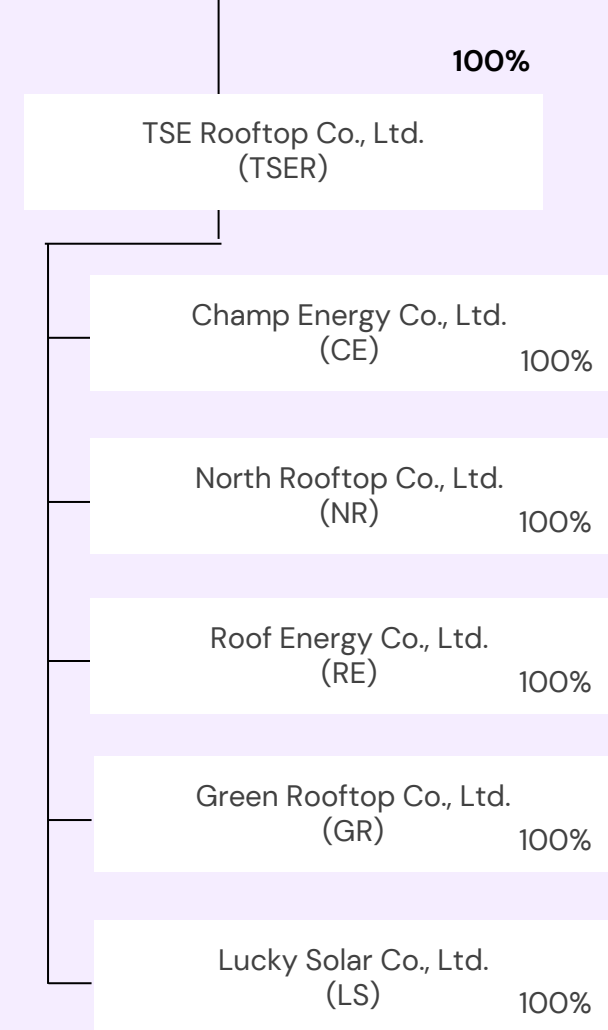 100%
TSE Rooftop Co., Ltd.
(TSER)
Champ Energy Co., Ltd.
(CE)
100%
North Rooftop Co., Ltd.
(NR)
100%
Roof Energy Co., Ltd.
(RE)
100%
Green Rooftop Co., Ltd.
(GR)
100%
Lucky Solar Co., Ltd.
(LS)
100%